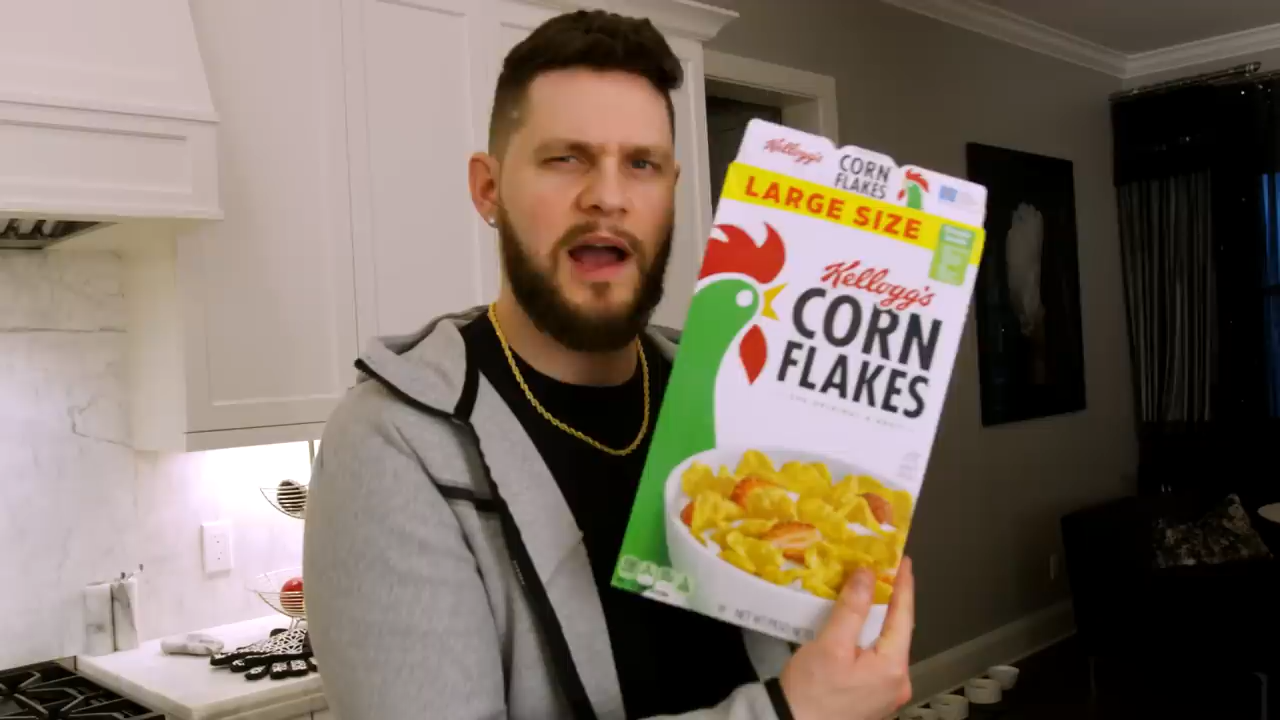 Kellogg's
CORN
FLAKES
LARGE SIZE
Kellogg's
CORN
FLAKES